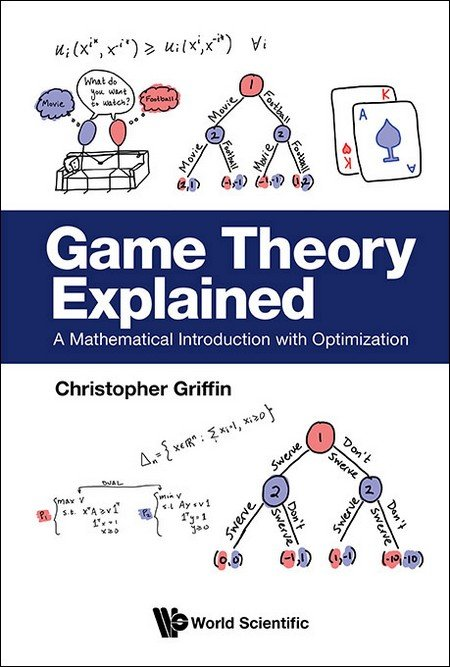 u_i(x^{i*}, x^{-i*}) ⩾ u_i(x^i, x^{-i*}) ∀i
What do
you want
to watch?
Movie
Football
1
Movie
Football
2
2
Movie
Football
Movie
Football
(2,1)
(-1,-1)
(-1,-1)
(1,2)
K
K
A
A
Game Theory
Explained
A Mathematical Introduction with Optimization
Christopher Griffin
Δ_n = {x∈ℝ^n : Σ x_i=1, x_i≥0}
DUAL
P₁
max v
s.t. x^T A ≥ v1^T
1^T x = 1
x ≥ 0
P₂
min v
s.t. Ay ≤ v1
1^T y = 1
y ≥ 0
1
Swerve
Don't
Swerve
2
2
Swerve
Don't
Swerve
Swerve
Don't
Swerve
(0,0)
(-1,1)
(1,-1)
(-10,-10)
World Scientific